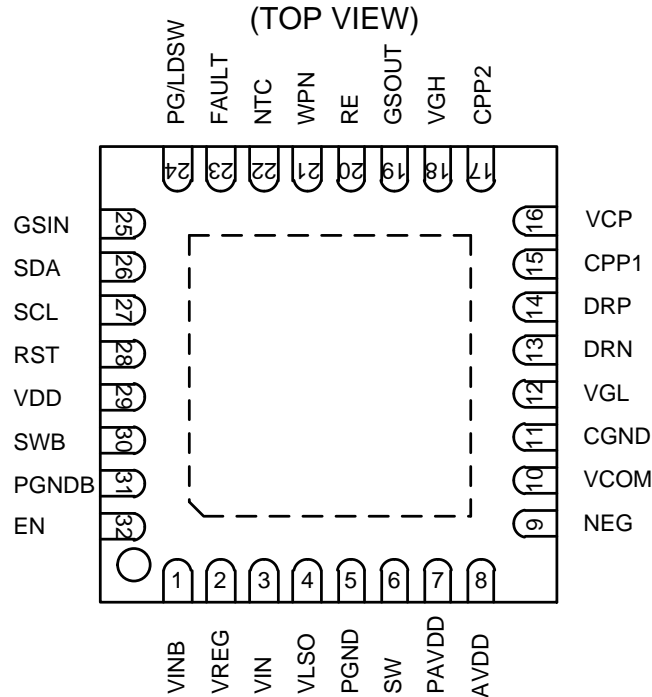 (TOP VIEW)
PG/LDSW
FAULT
NTC
WPN
RE
GSOUT
VGH
CPP2
24
23
22
21
20
19
18
17
GSIN 25
SDA 26
SCL 27
RST 28
VDD 29
SWB 30
PGNDB 31
EN 32
16 VCP
15 CPP1
14 DRP
13 DRN
12 VGL
11 CGND
10 VCOM
9 NEG
1
2
3
4
5
6
7
8
VINB
VREG
VIN
VLSO
PGND
SW
PAVDD
AVDD